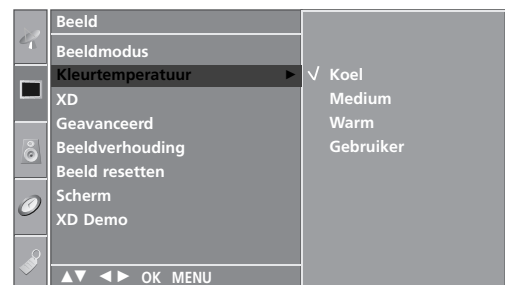 Beeld
Beeldmodus
Kleurtemperatuur ►
XD
Geavanceerd
Beeldverhouding
Beeld resetten
Scherm
XD Demo
√ Koel
Medium
Warm
Gebruiker
▲▼ ◄► OK MENU